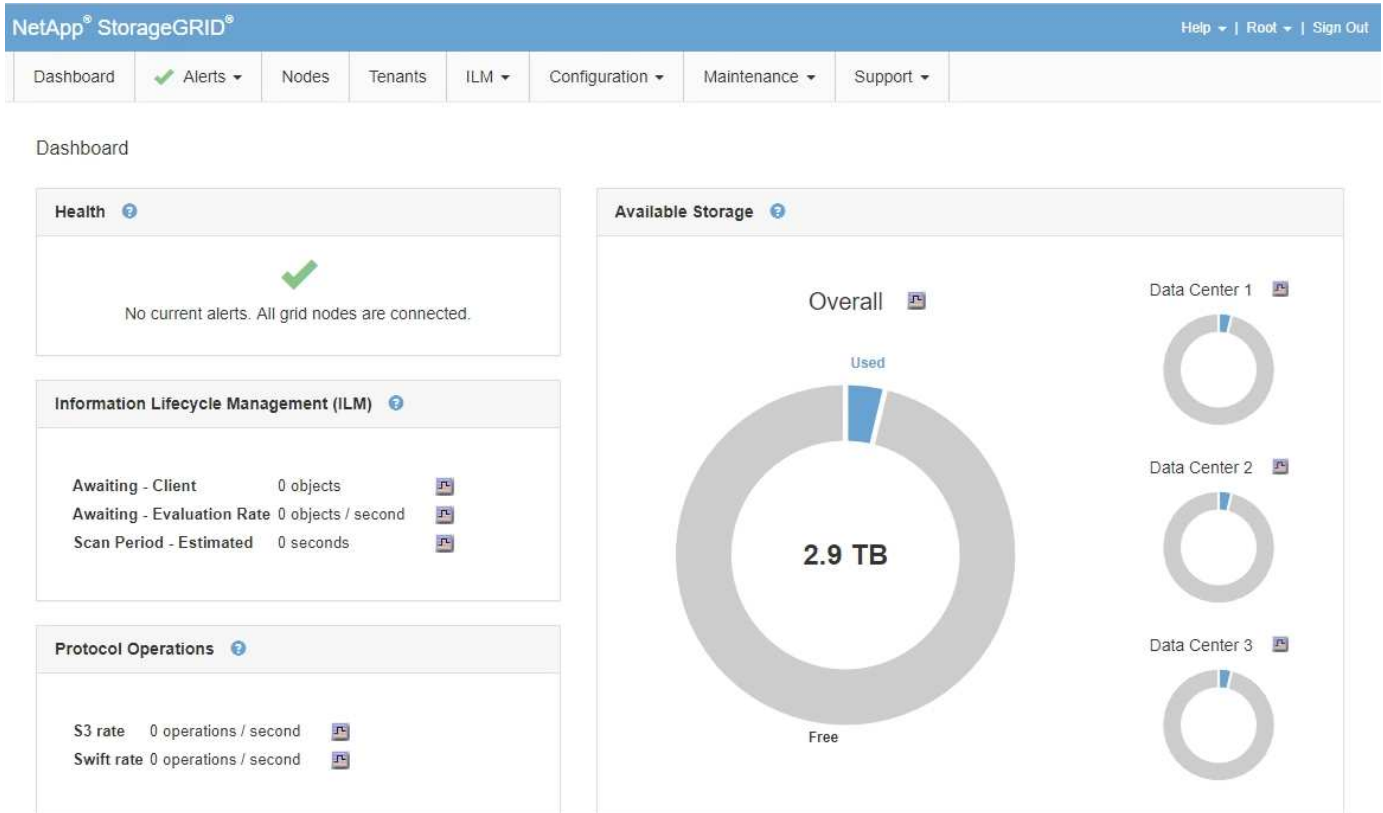 NetApp® StorageGRID®
Help | Root | Sign Out
Dashboard Alerts Nodes Tenants ILM Configuration Maintenance Support
Dashboard
Health
No current alerts. All grid nodes are connected.
Information Lifecycle Management (ILM)
Awaiting - Client 0 objects
Awaiting - Evaluation Rate 0 objects / second
Scan Period - Estimated 0 seconds
Protocol Operations
S3 rate 0 operations / second
Swift rate 0 operations / second
Available Storage
Overall
Used
2.9 TB
Free
Data Center 1
Data Center 2
Data Center 3